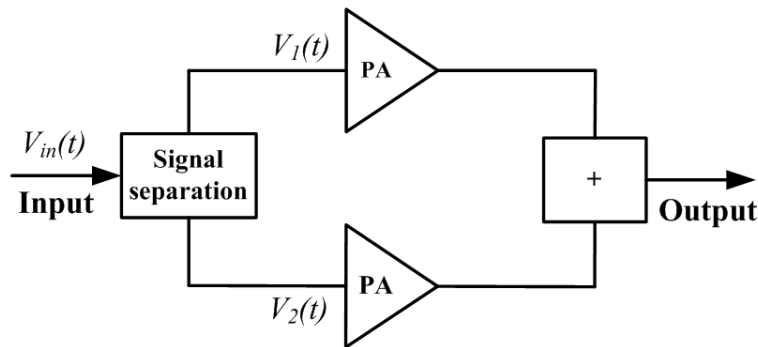 V1(t)
PA
Vin(t)
Signal
separation
Input
+
Output
PA
V2(t)